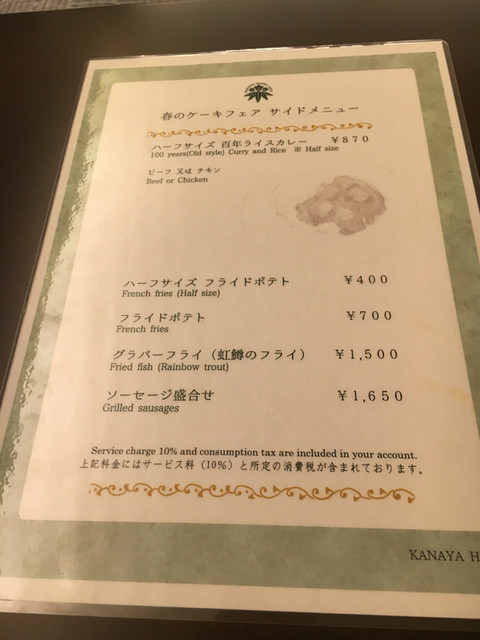 春のケーキフェア サイドメニュー
ハーフサイズ 百年ライスカレー ¥870
100 years(Old style) Curry and Rice ※ Half size
ビーフ 又は チキン
Beef or Chicken
ハーフサイズ フライドポテト ¥400
French fries (Half size)
フライドポテト ¥700
French fries
グラバーフライ（虹鱒のフライ） ¥1,500
Fried fish (Rainbow trout)
ソーセージ盛合せ ¥1,650
Grilled sausages
Service charge 10% and consumption tax are included in your account.
上記料金にはサービス料（10%）と所定の消費税が含まれております。
KANAYA H